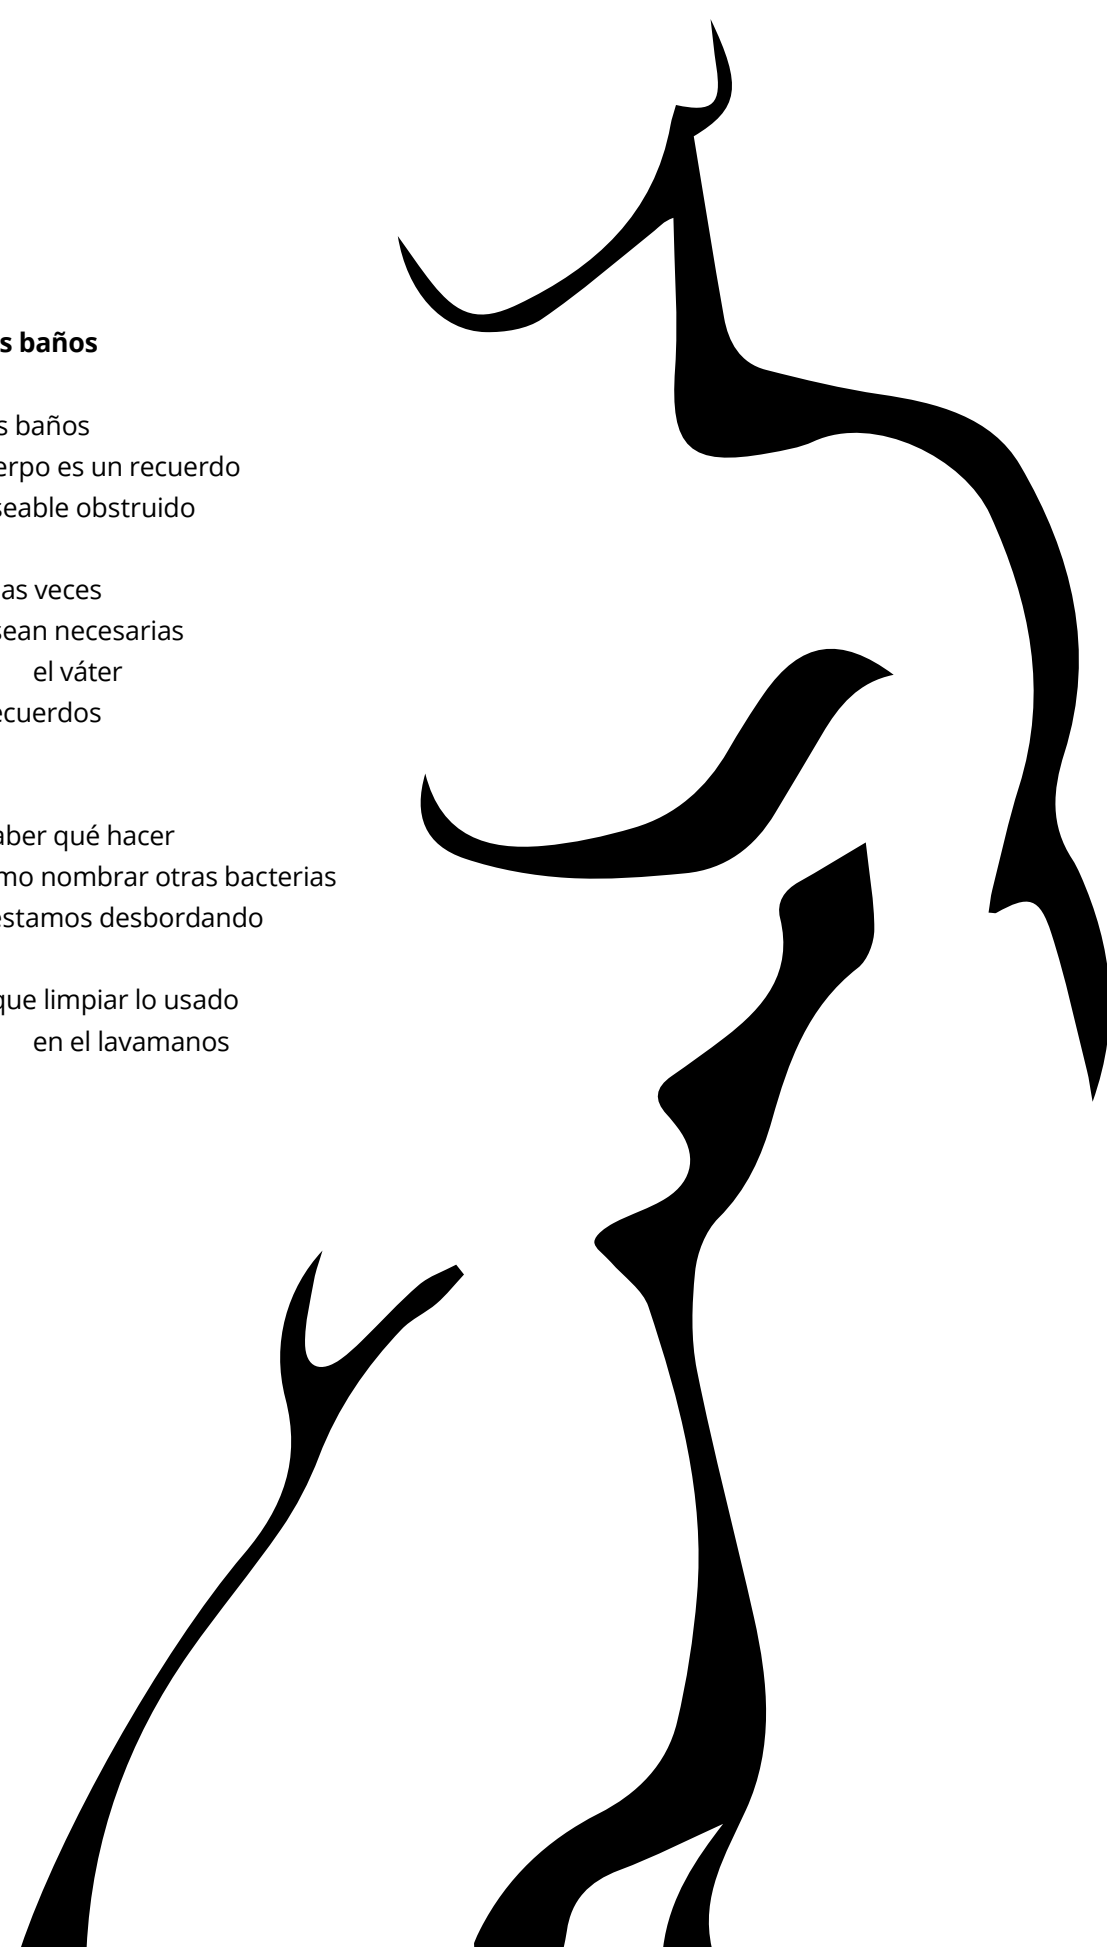 s baños
s baños
erpo es un recuerdo
seable obstruido
as veces
sean necesarias
el váter
ecuerdos
aber qué hacer
mo nombrar otras bacterias
estamos desbordando
que limpiar lo usado
en el lavamanos